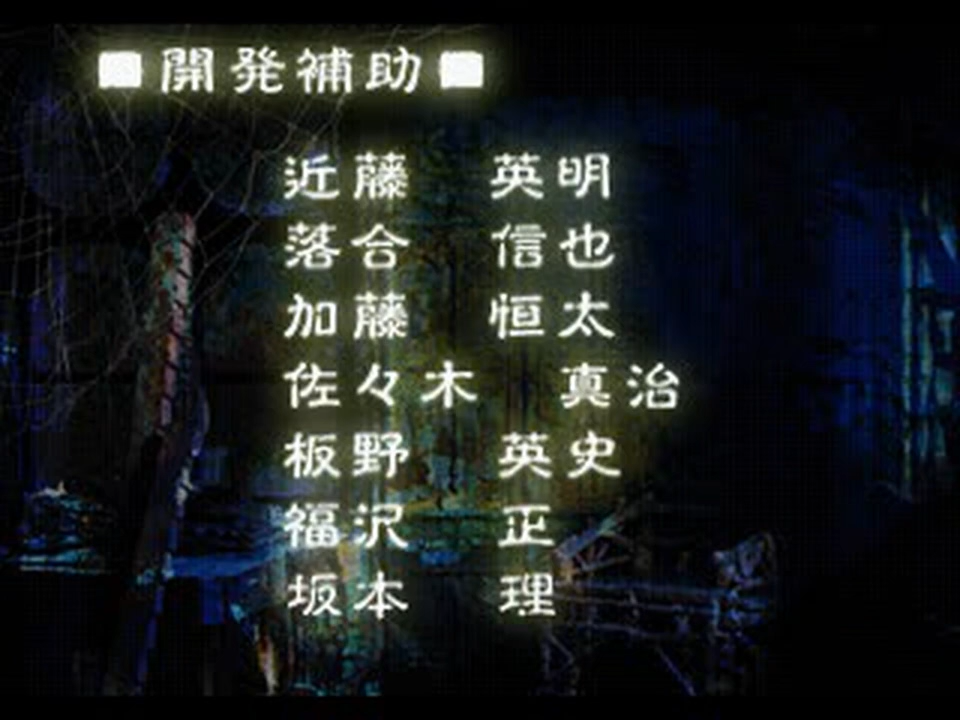 ■開発補助■
近藤 英明
落合 信也
加藤 恒太
佐々木 真治
板野 英史
福沢 正
坂本 理